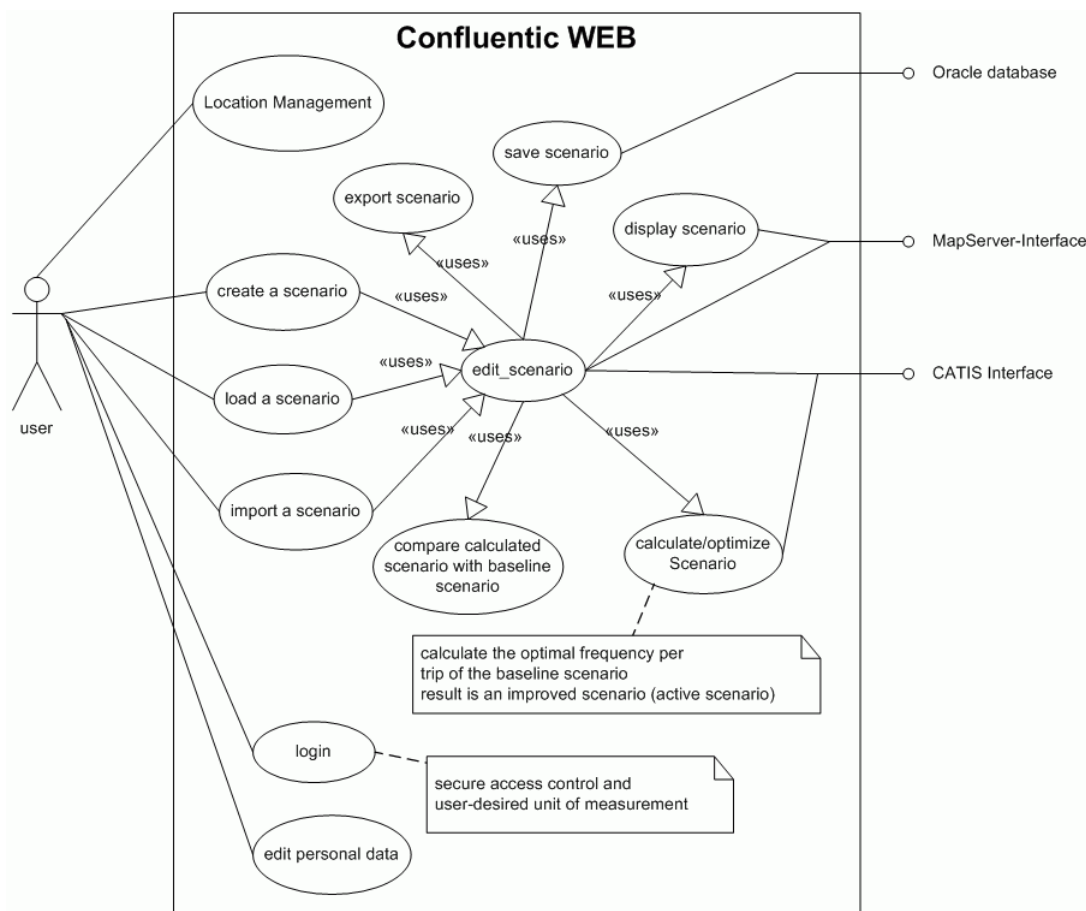 Confluentic WEB
Oracle database
Location Management
save scenario
export scenario
display scenario
MapServer-Interface
«uses»
«uses»
create a scenario
«uses»
«uses»
edit_scenario
«uses»
CATIS Interface
load a scenario
user
«uses»
«uses»
«uses»
import a scenario
compare calculated
scenario with baseline
scenario
calculate/optimize
Scenario
calculate the optimal frequency per
trip of the baseline scenario
result is an improved scenario (active scenario)
login
secure access control and
user-desired unit of measurement
edit personal data